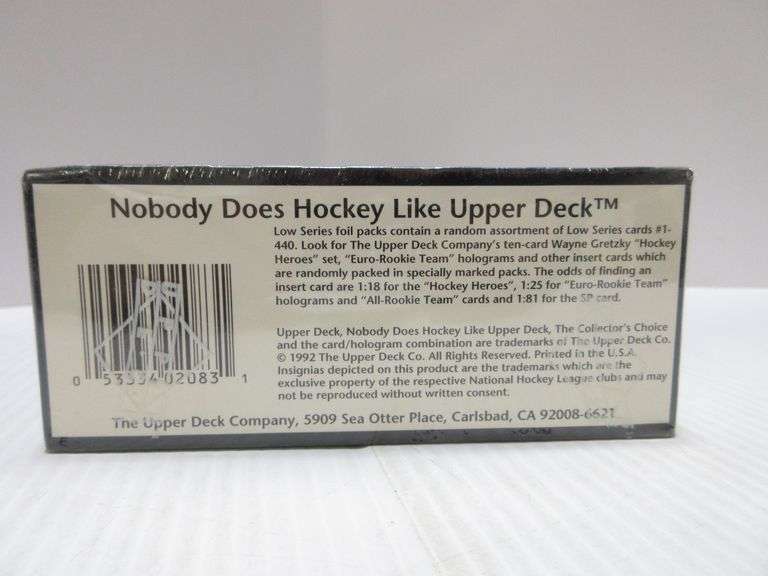 Nobody Does Hockey Like Upper Deck™
Low Series foil packs contain a random assortment of Low Series cards #1-
440. Look for The Upper Deck Company's ten-card Wayne Gretzky "Hockey
Heroes" set, "Euro-Rookie Team" holograms and other insert cards which
are randomly packed in specially marked packs. The odds of finding an
insert card are 1:18 for the "Hockey Heroes", 1:25 for "Euro-Rookie Team"
holograms and "All-Rookie Team" cards and 1:81 for the SP card.
Upper Deck, Nobody Does Hockey Like Upper Deck, The Collector's Choice
and the card/hologram combination are trademarks of The Upper Deck Co.
© 1992 The Upper Deck Co. All Rights Reserved. Printed in the U.S.A.
Insignias depicted on this product are the trademarks which are the
exclusive property of the respective National Hockey League clubs and may
not be reproduced without written consent.
0 53334 02083 1
The Upper Deck Company, 5909 Sea Otter Place, Carlsbad, CA 92008-6621